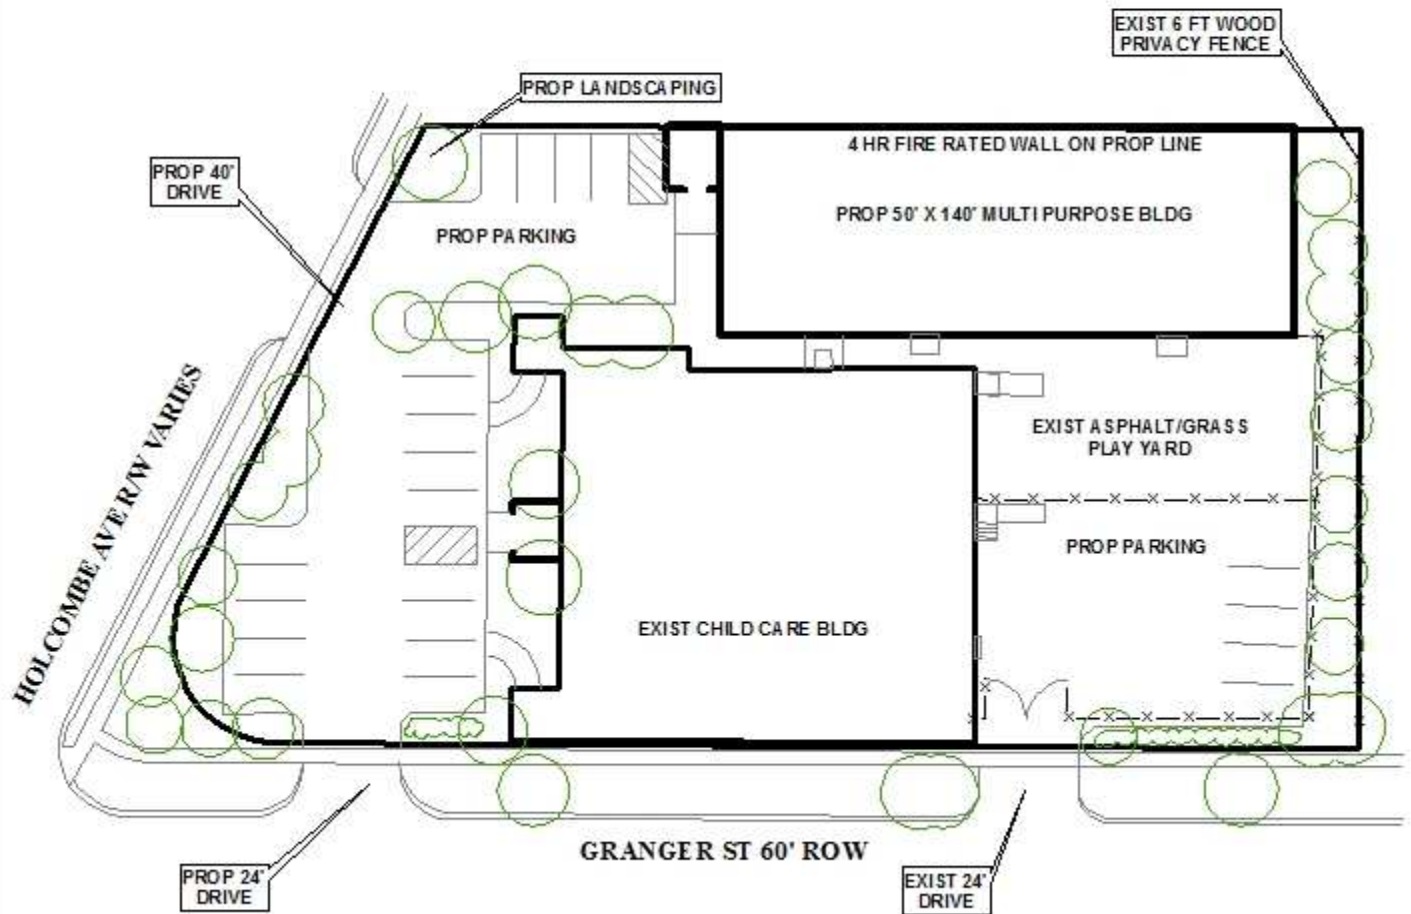 EXIST 6 FT WOOD
PRIVACY FENCE
PROP LANDSCAPING
4 HR FIRE RATED WALL ON PROP LINE
PROP 40'
DRIVE
PROP 50' X 140' MULTI PURPOSE BLDG
PROP PARKING
HOLCOMBE AVE R/W VARIES
EXIST ASPHALT/GRASS
PLAY YARD
PROP PARKING
EXIST CHILD CARE BLDG
GRANGER ST 60' ROW
PROP 24'
DRIVE
EXIST 24'
DRIVE